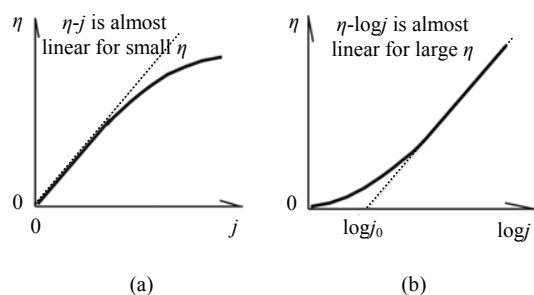 η
η-j is almost
linear for small η
0
0
j
(a)
η
η-logj is almost
linear for large η
0
logj₀
logj
(b)